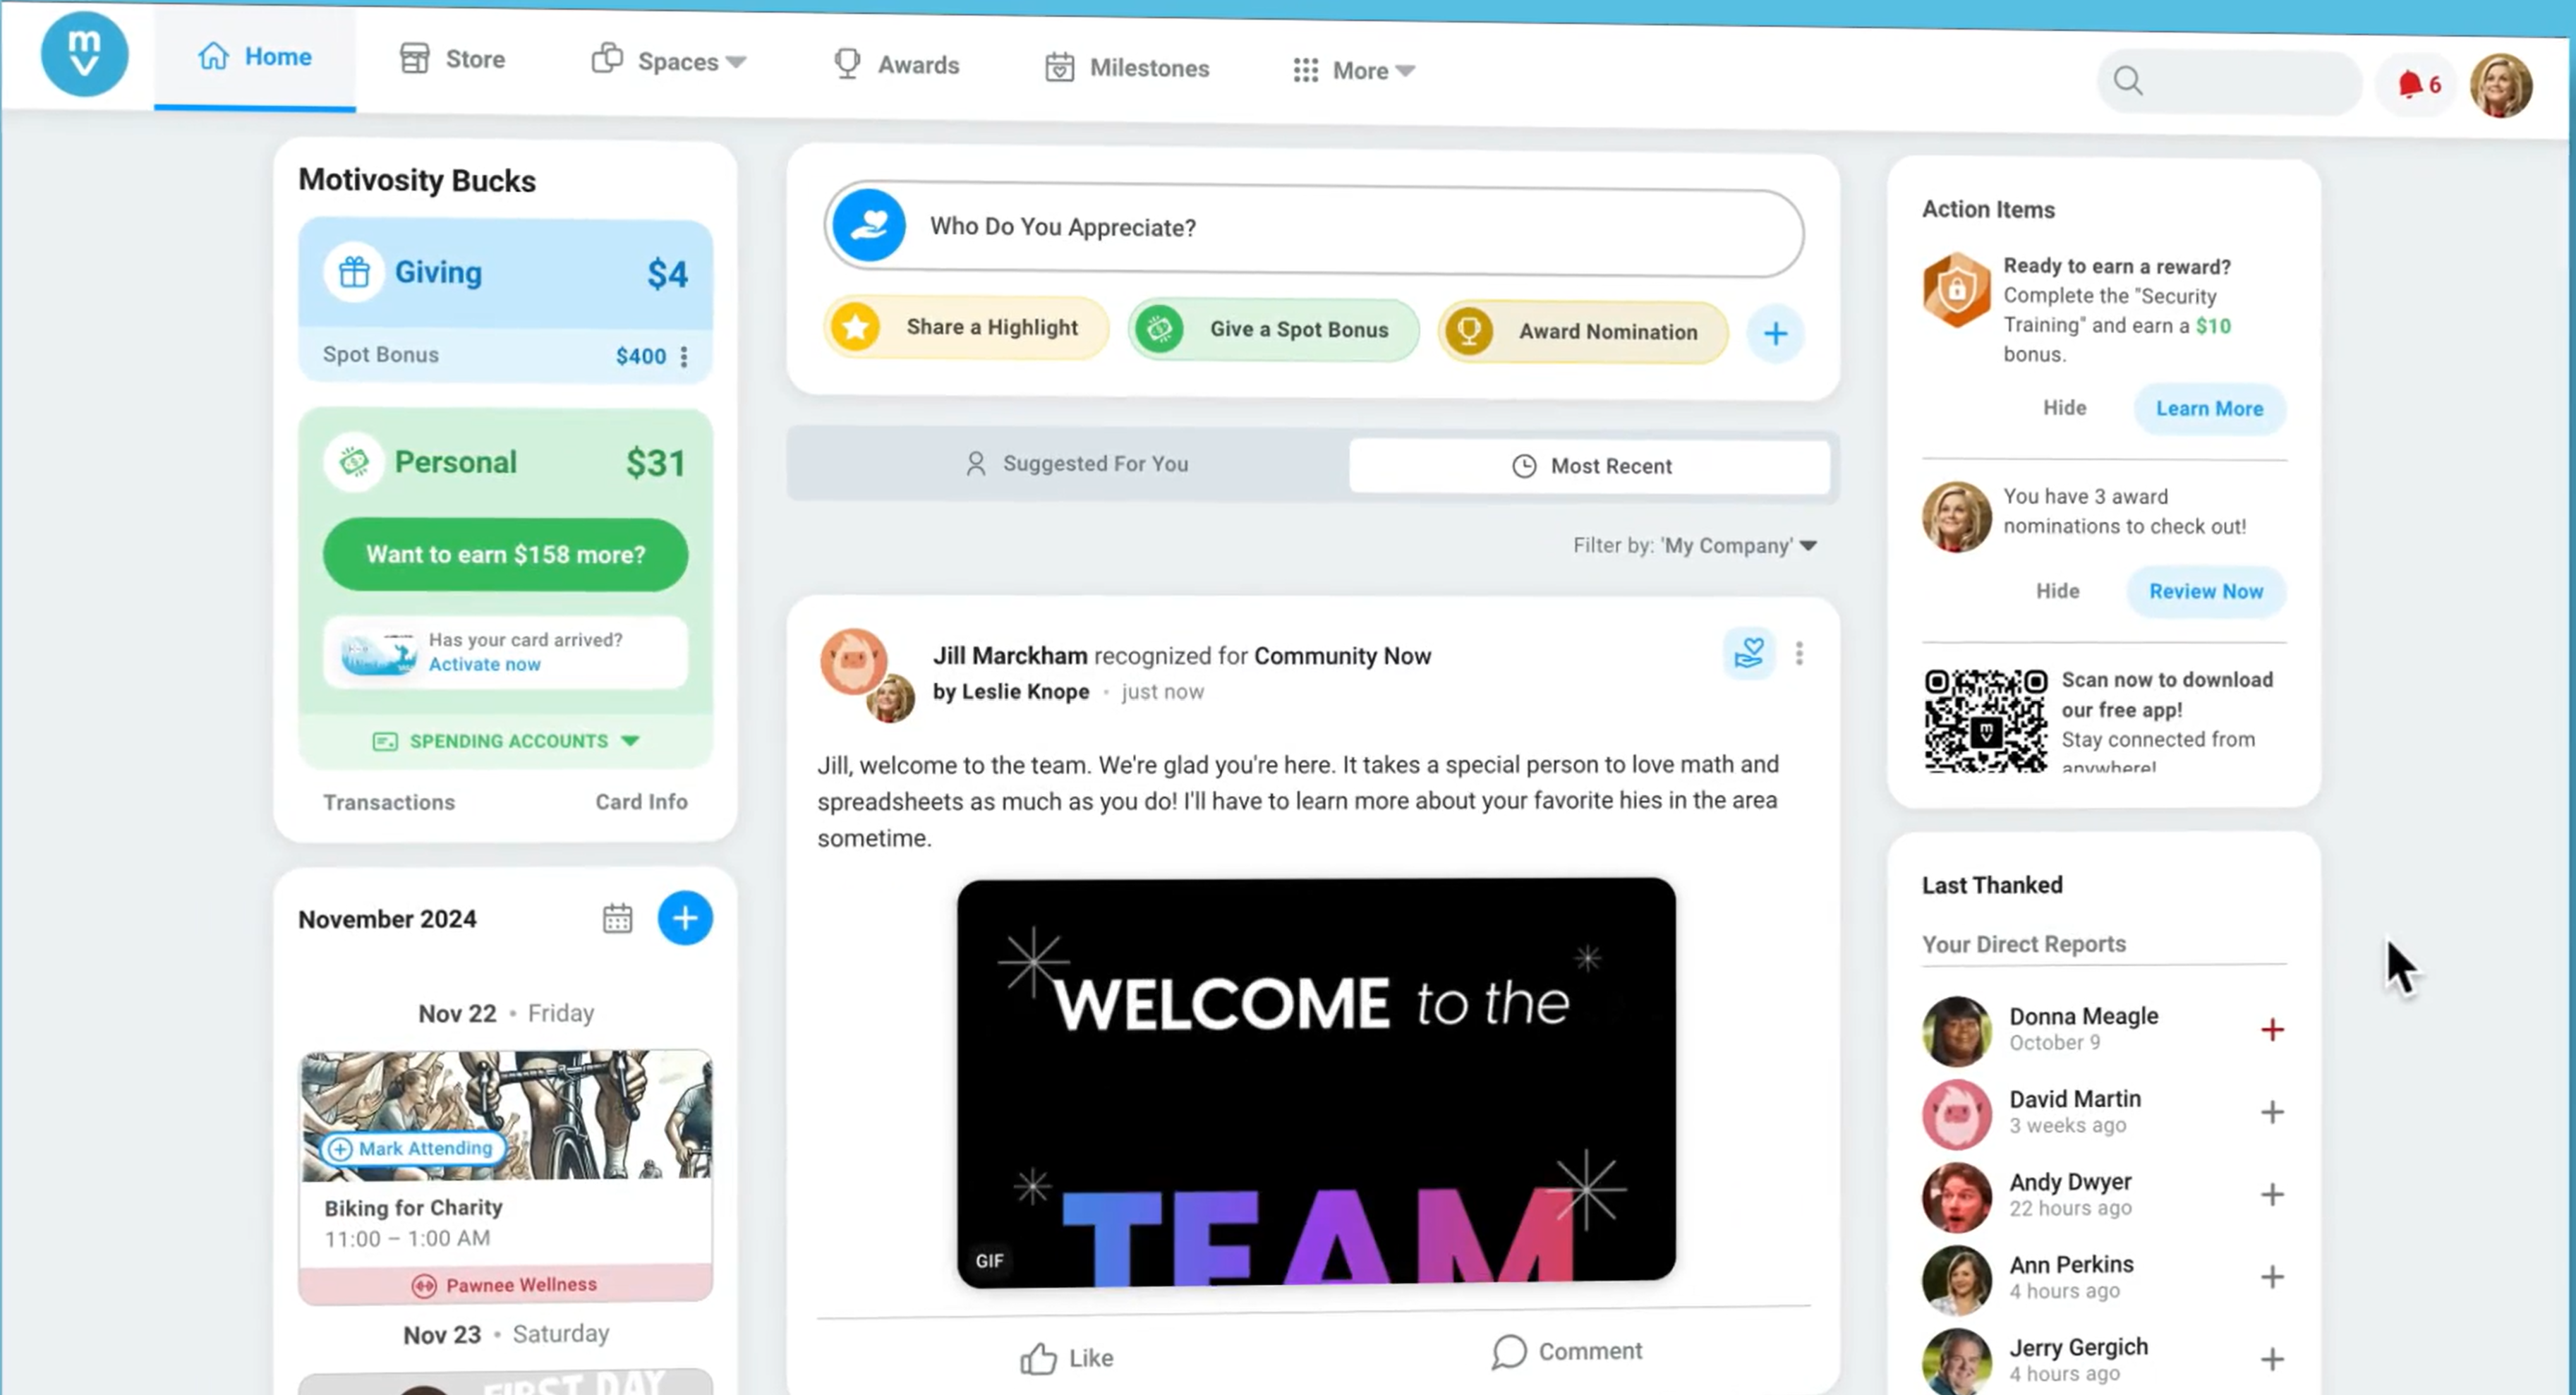 m
v
Home
Store
Spaces
Awards
Milestones
More
6
Motivosity Bucks
Giving
$4
Spot Bonus
$400
Personal
$31
Want to earn $158 more?
Has your card arrived?
Activate now
SPENDING ACCOUNTS
Transactions
Card Info
November 2024
Nov 22 • Friday
Mark Attending
Biking for Charity
11:00 – 1:00 AM
Pawnee Wellness
Nov 23 • Saturday
FIRST DAY
Who Do You Appreciate?
Share a Highlight
Give a Spot Bonus
Award Nomination
Suggested For You
Most Recent
Filter by: 'My Company'
Jill Marckham recognized for Community Now
by Leslie Knope • just now
Jill, welcome to the team. We're glad you're here. It takes a special person to love math and
spreadsheets as much as you do! I'll have to learn more about your favorite hies in the area
sometime.
WELCOME to the
TEAM
GIF
Like
Comment
Action Items
Ready to earn a reward?
Complete the "Security
Training" and earn a $10
bonus.
Hide
Learn More
You have 3 award
nominations to check out!
Hide
Review Now
m
v
Scan now to download
our free app!
Stay connected from
anywhere!
Last Thanked
Your Direct Reports
Donna Meagle
October 9
David Martin
3 weeks ago
Andy Dwyer
22 hours ago
Ann Perkins
4 hours ago
Jerry Gergich
4 hours ago